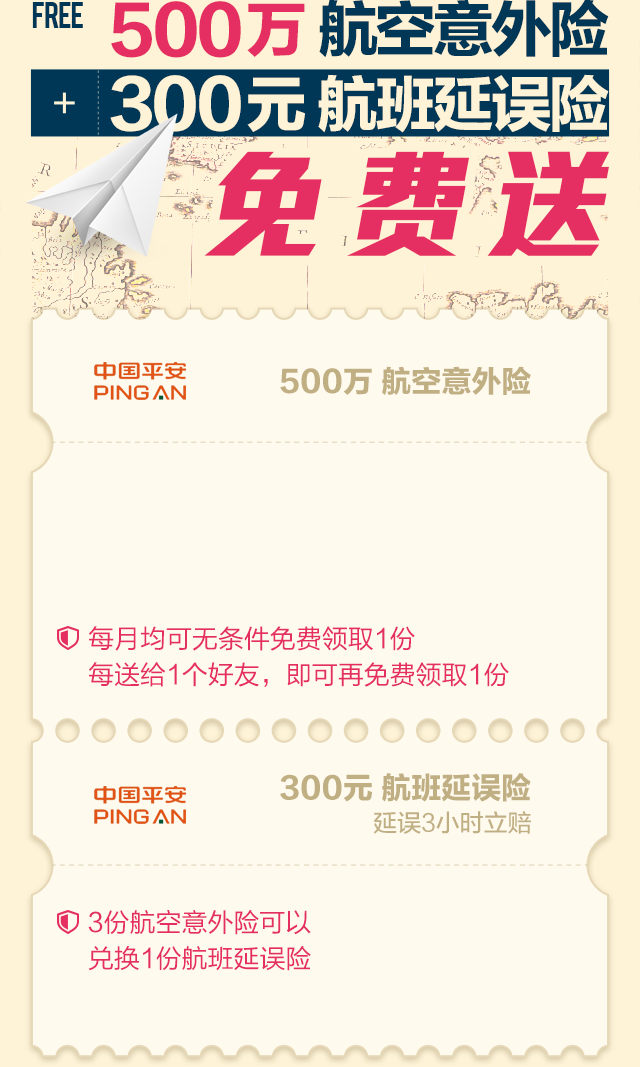 FREE
500万 航空意外险
+ 300元 航班延误险
免费送
中国平安
PING AN
500万 航空意外险
每月均可无条件免费领取1份
每送给1个好友，即可再免费领取1份
中国平安
PING AN
300元 航班延误险
延误3小时立赔
3份航空意外险可以
兑换1份航班延误险